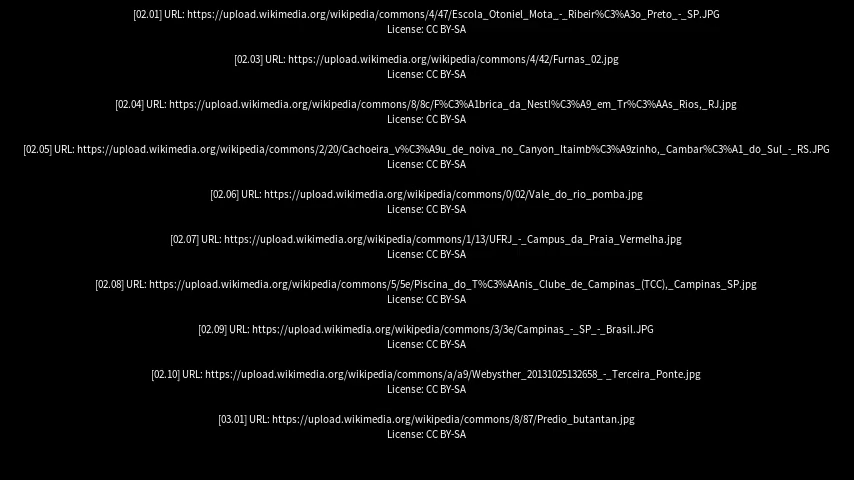 [02.01] URL: https://upload.wikimedia.org/wikipedia/commons/4/47/Escola_Otoniel_Mota_-_Ribeir%C3%A3o_Preto_-_SP.JPG
License: CC BY-SA
[02.03] URL: https://upload.wikimedia.org/wikipedia/commons/4/42/Furnas_02.jpg
License: CC BY-SA
[02.04] URL: https://upload.wikimedia.org/wikipedia/commons/8/8c/F%C3%A1brica_da_Nestl%C3%A9_em_Tr%C3%AAs_Rios,_RJ.jpg
License: CC BY-SA
[02.05] URL: https://upload.wikimedia.org/wikipedia/commons/2/20/Cachoeira_v%C3%A9u_de_noiva_no_Canyon_Itaimb%C3%A9zinho,_Cambar%C3%A1_do_Sul_-_RS.JPG
License: CC BY-SA
[02.06] URL: https://upload.wikimedia.org/wikipedia/commons/0/02/Vale_do_rio_pomba.jpg
License: CC BY-SA
[02.07] URL: https://upload.wikimedia.org/wikipedia/commons/1/13/UFRJ_-_Campus_da_Praia_Vermelha.jpg
License: CC BY-SA
[02.08] URL: https://upload.wikimedia.org/wikipedia/commons/5/5e/Piscina_do_T%C3%AAnis_Clube_de_Campinas_(TCC),_Campinas_SP.jpg
License: CC BY-SA
[02.09] URL: https://upload.wikimedia.org/wikipedia/commons/3/3e/Campinas_-_SP_-_Brasil.JPG
License: CC BY-SA
[02.10] URL: https://upload.wikimedia.org/wikipedia/commons/a/a9/Webysther_20131025132658_-_Terceira_Ponte.jpg
License: CC BY-SA
[03.01] URL: https://upload.wikimedia.org/wikipedia/commons/8/87/Predio_butantan.jpg
License: CC BY-SA